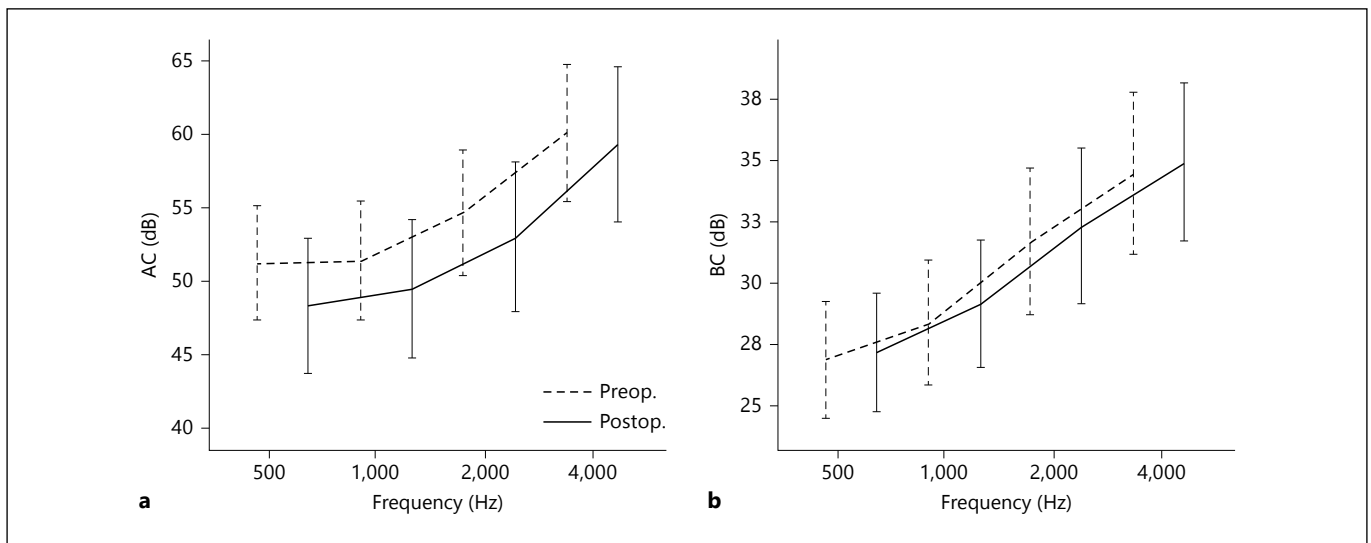 65
60
55
50
45
40
AC (dB)
Preop.
Postop.
500 1,000 2,000 4,000
Frequency (Hz)
a
38
35
33
30
28
25
BC (dB)
500 1,000 2,000 4,000
Frequency (Hz)
b